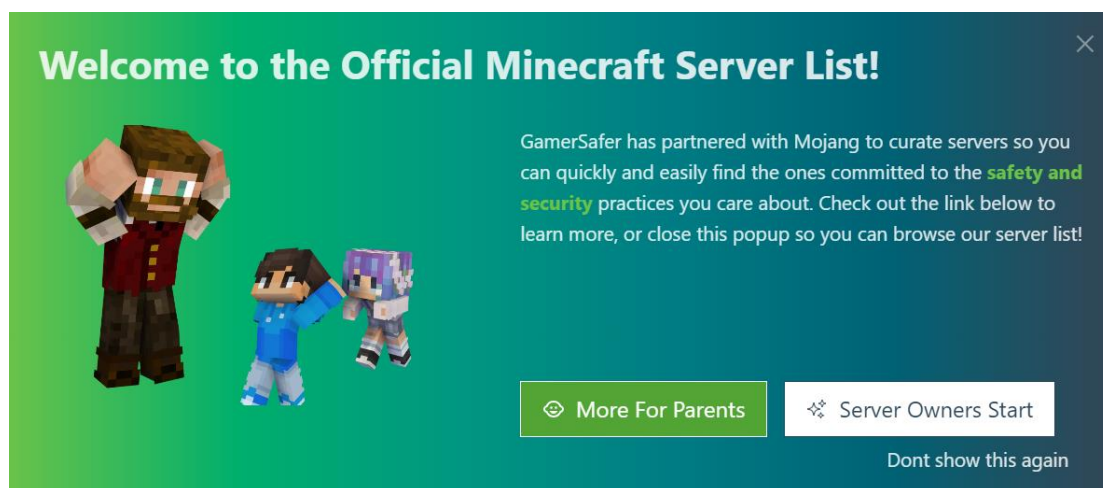 Welcome to the Official Minecraft Server List!
GamerSafer has partnered with Mojang to curate servers so you
can quickly and easily find the ones committed to the safety and
security practices you care about. Check out the link below to
learn more, or close this popup so you can browse our server list!
More For Parents
Server Owners Start
Dont show this again